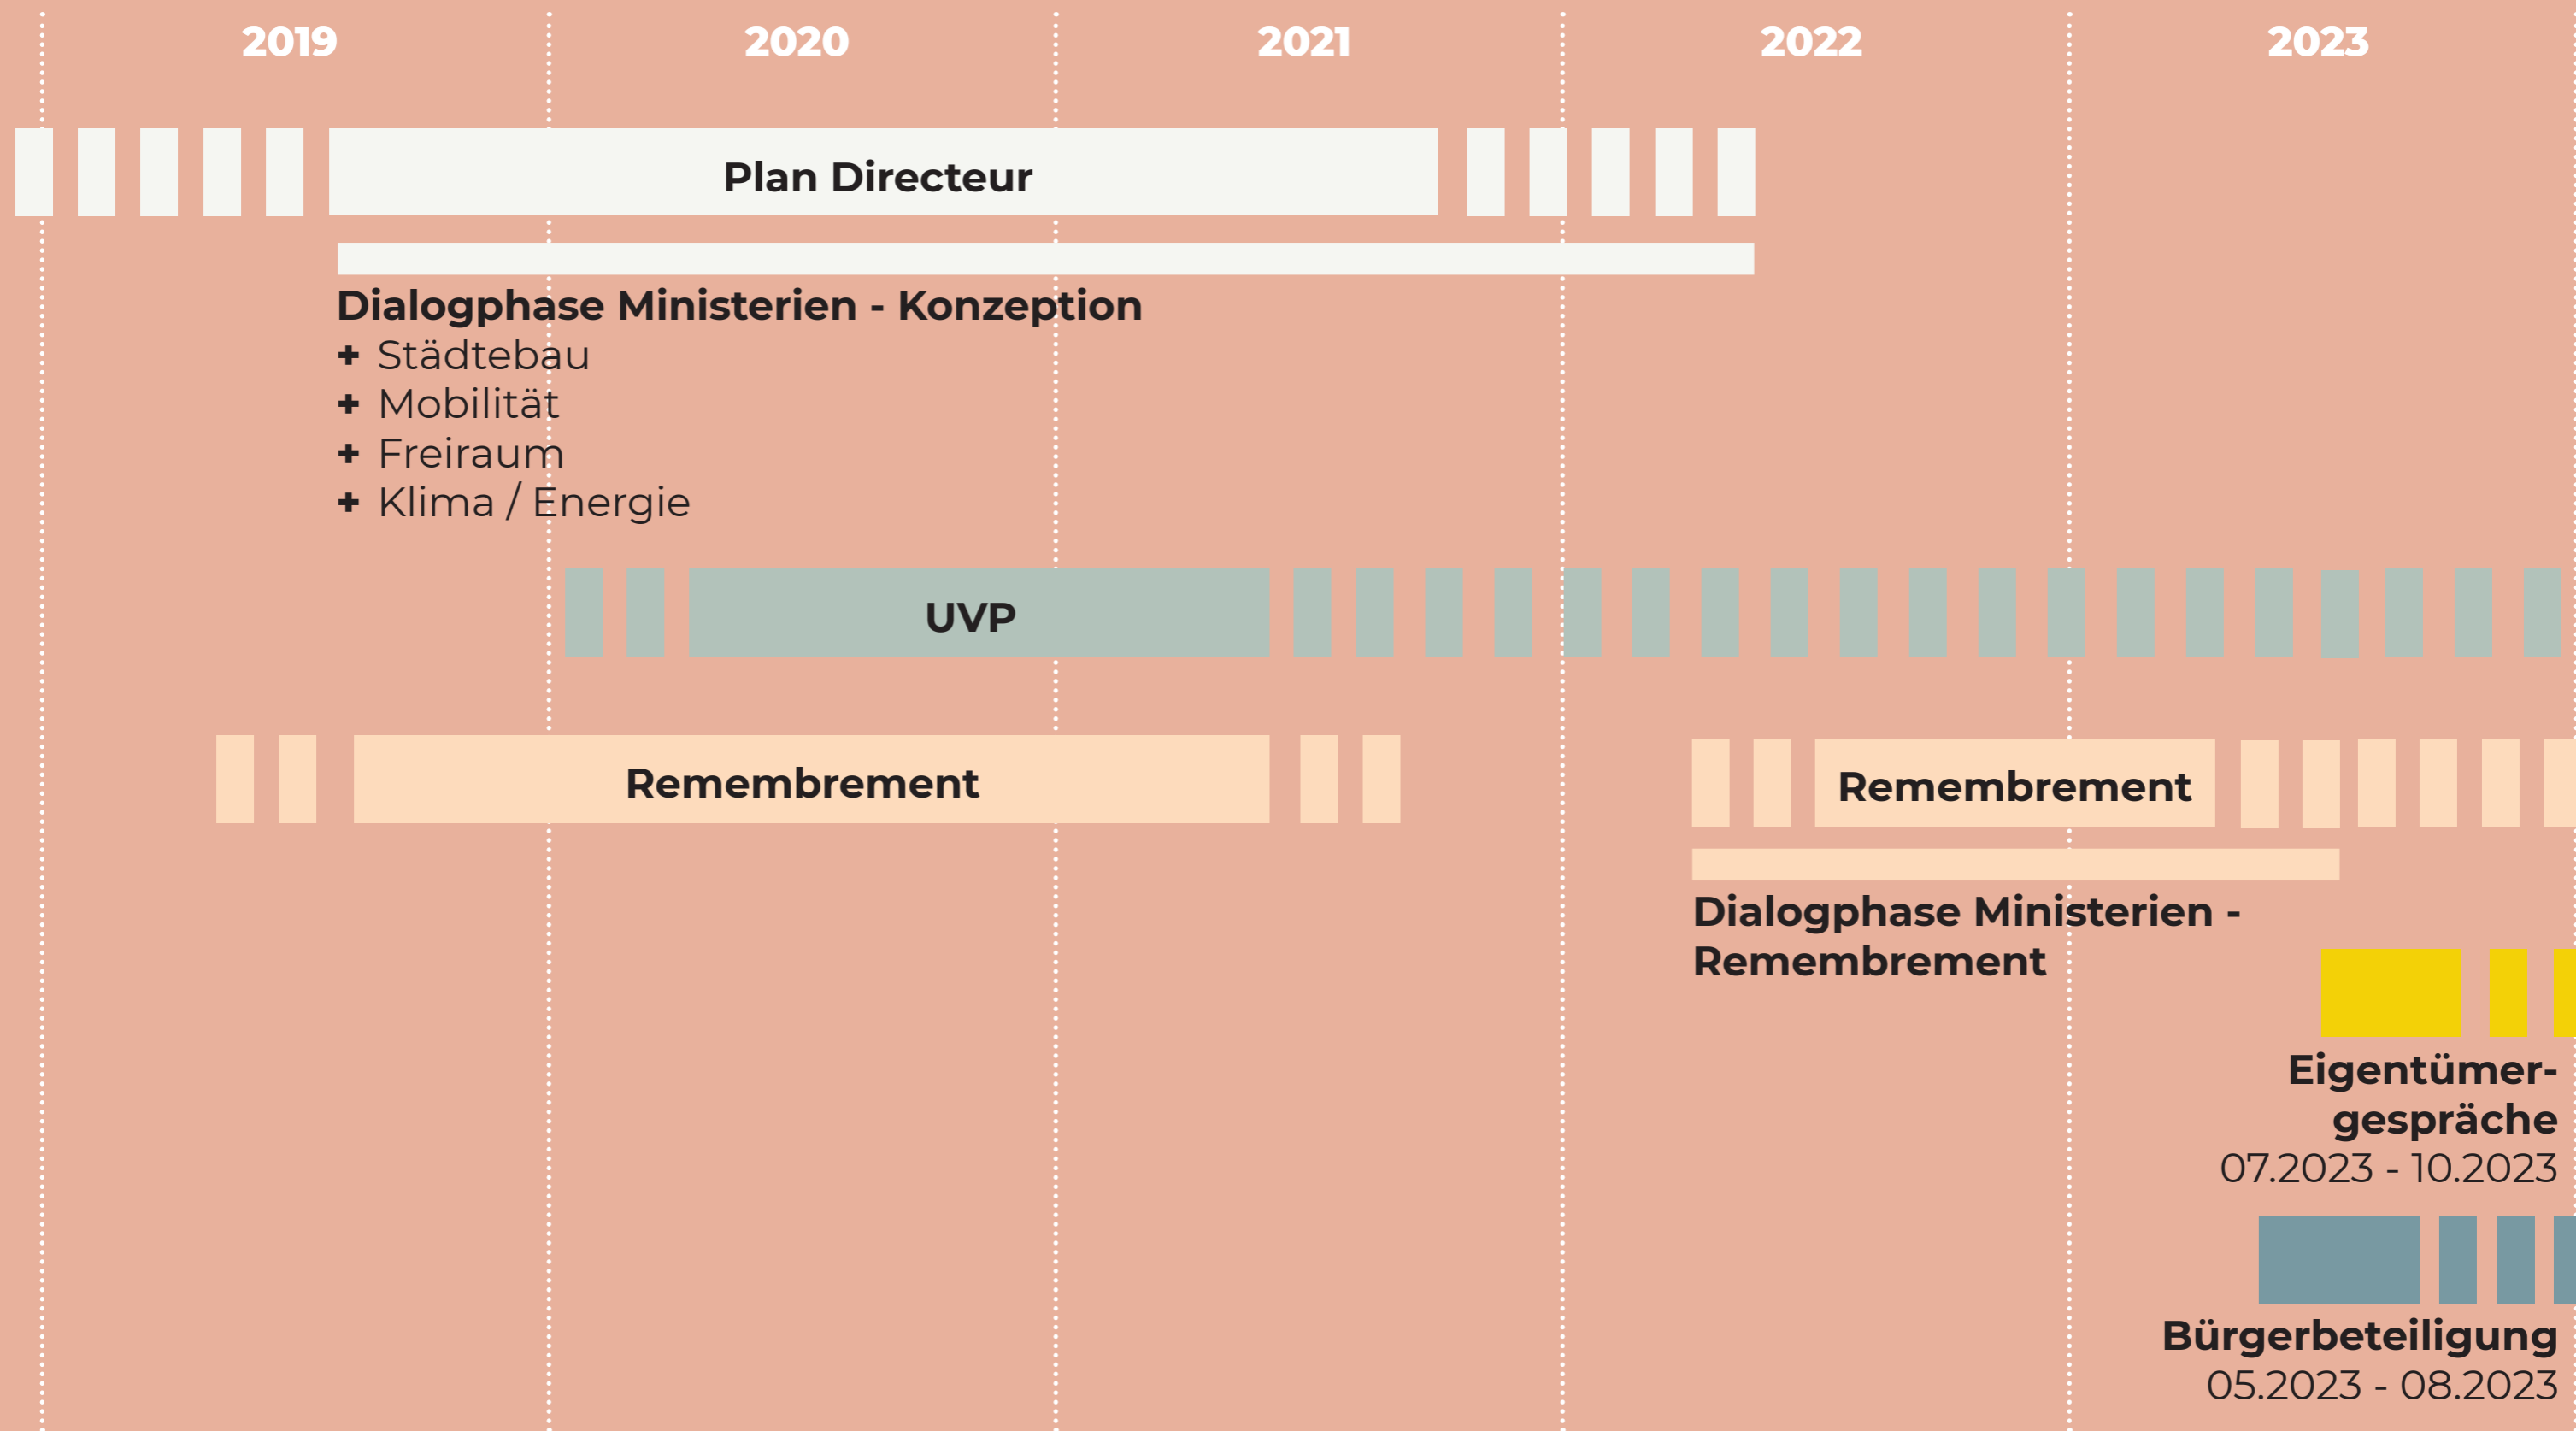 2019
2020
2021
2022
2023
Plan Directeur
Dialogphase Ministerien - Konzeption
+ Städtebau
+ Mobilität
+ Freiraum
+ Klima / Energie
UVP
Remembrement
Remembrement
Dialogphase Ministerien -
Remembrement
Eigentümer-
gespräche
07.2023 - 10.2023
Bürgerbeteiligung
05.2023 - 08.2023